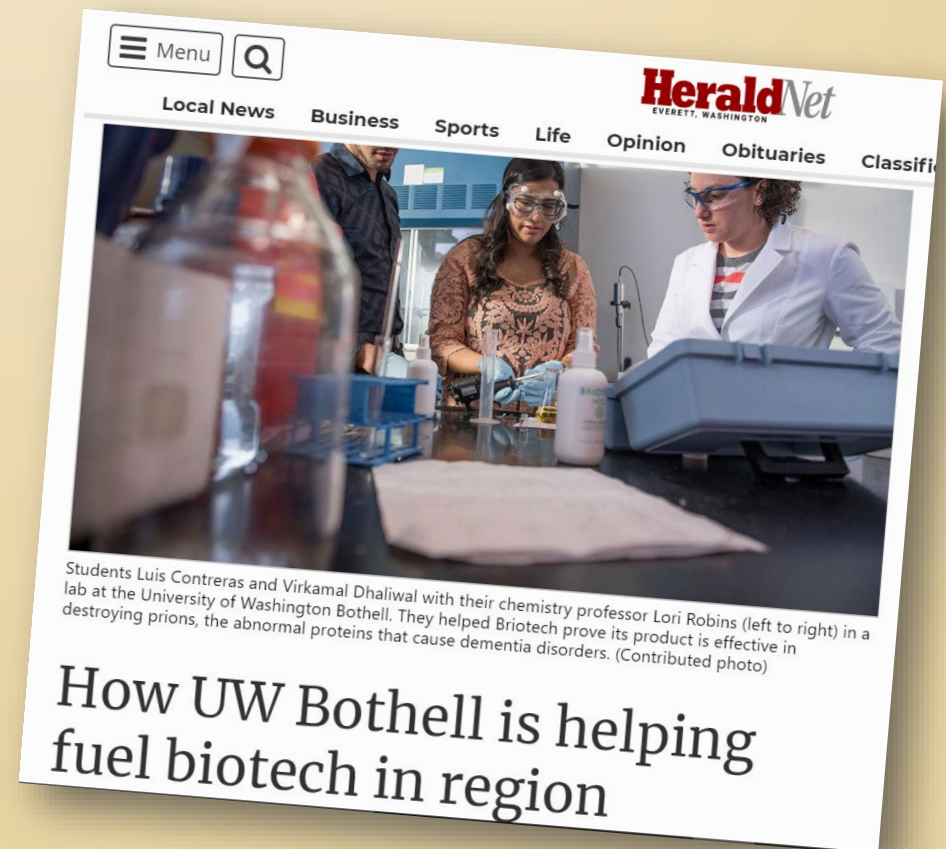 Menu
HeraldNet
EVERETT, WASHINGTON
Local News Business Sports Life Opinion Obituaries Classifi
Students Luis Contreras and Virkamal Dhaliwal with their chemistry professor Lori Robins (left to right) in a
lab at the University of Washington Bothell. They helped Briotech prove its product is effective in
destroying prions, the abnormal proteins that cause dementia disorders. (Contributed photo)
How UW Bothell is helping
fuel biotech in region